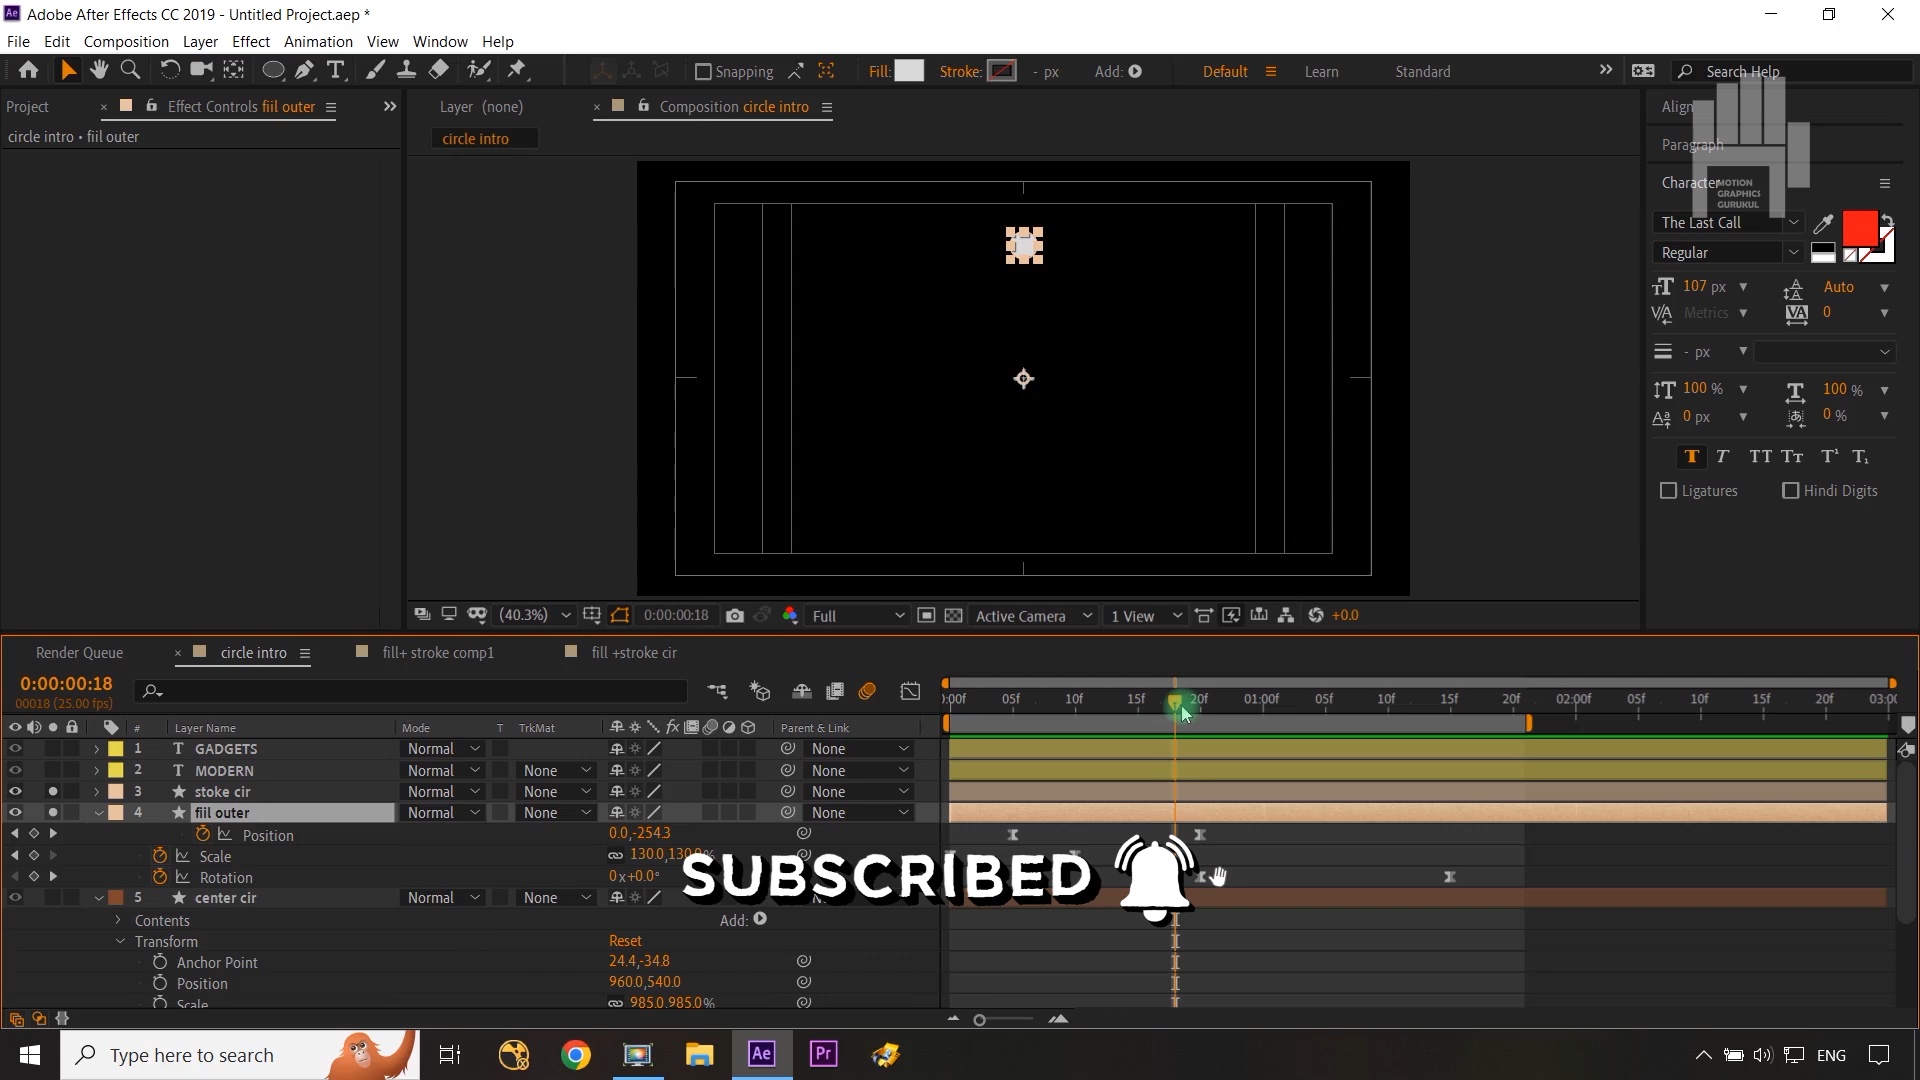 Adobe After Effects CC 2019 - Untitled Project.aep *
File Edit Composition Layer Effect Animation View Window Help
Snapping Fill: Stroke: - px Add: Default Learn Standard Search Help
Project Effect Controls fiil outer Layer (none) Composition circle intro Align
circle intro • fiil outer circle intro
Paragraph
Character
MOTION
GRAPHICS
GURUKUL
The Last Call
Regular
107 px Auto
Metrics 0
- px
100 % 100 %
0 px 0 %
T T TT Tт T¹ T₁
Ligatures Hindi Digits
(40.3%) 0:00:00:18 Full Active Camera 1 View +0.0
Render Queue circle intro fill+ stroke comp1 fill +stroke cir
0:00:00:18
00018 (25.00 fps)
:00f 05f 10f 15f 20f 01:00f 05f 10f 15f 20f 02:00f 05f 10f 15f 20f 03:0
# Layer Name Mode T TrkMat Parent & Link
1 T GADGETS Normal None
2 T MODERN Normal None None
3 stoke cir Normal None None
4 fiil outer Normal None None
Position 0.0,-254.3
Scale 130.0,130.0
Rotation 0x+0.0°
SUBSCRIBED
5 center cir Normal None
Contents Add:
Transform Reset
Anchor Point 24.4,-34.8
Position 960.0,540.0
Scale 985.0,985.0%
Type here to search
Ae Pr
ENG